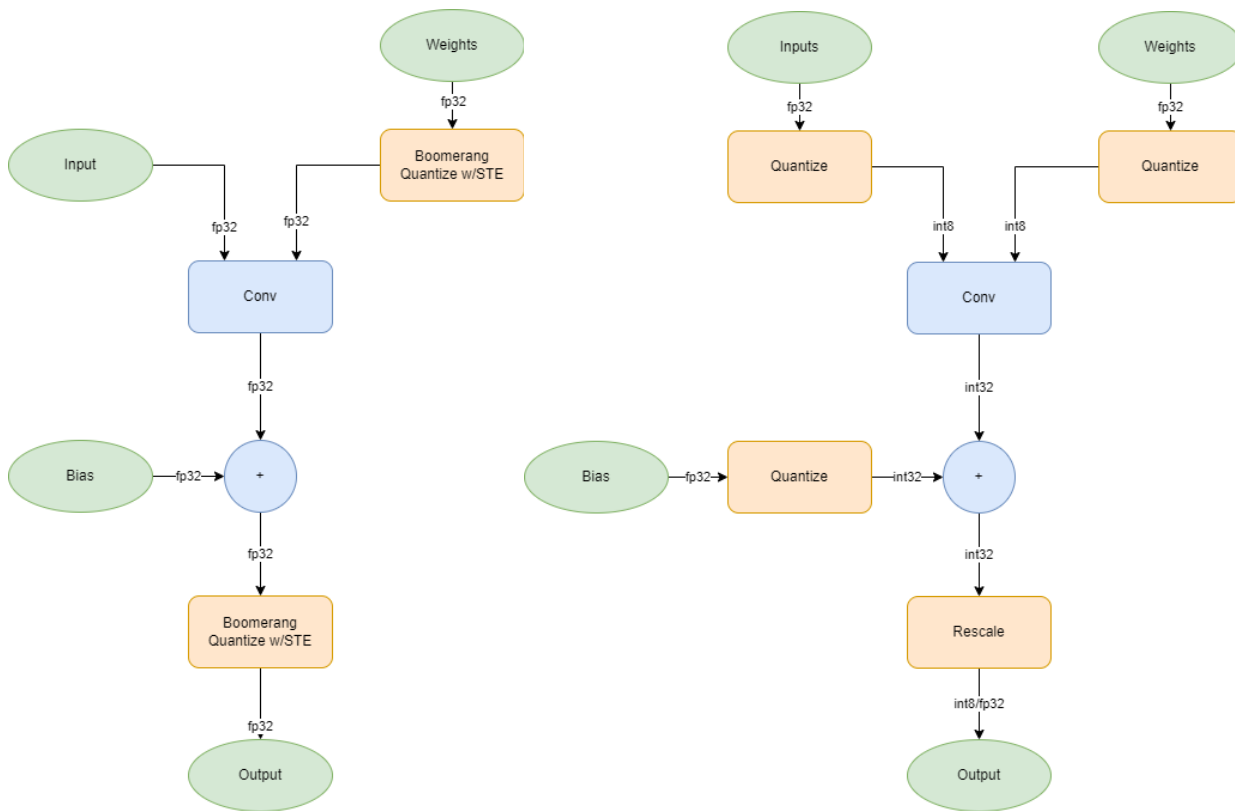 Weights
fp32
Input
Boomerang
Quantize w/STE
fp32
fp32
Conv
fp32
Bias
fp32
+
fp32
Boomerang
Quantize w/STE
fp32
Output
Inputs
Weights
fp32
fp32
Quantize
Quantize
int8
int8
Conv
int32
Bias
fp32
Quantize
int32
+
int32
Rescale
int8/fp32
Output